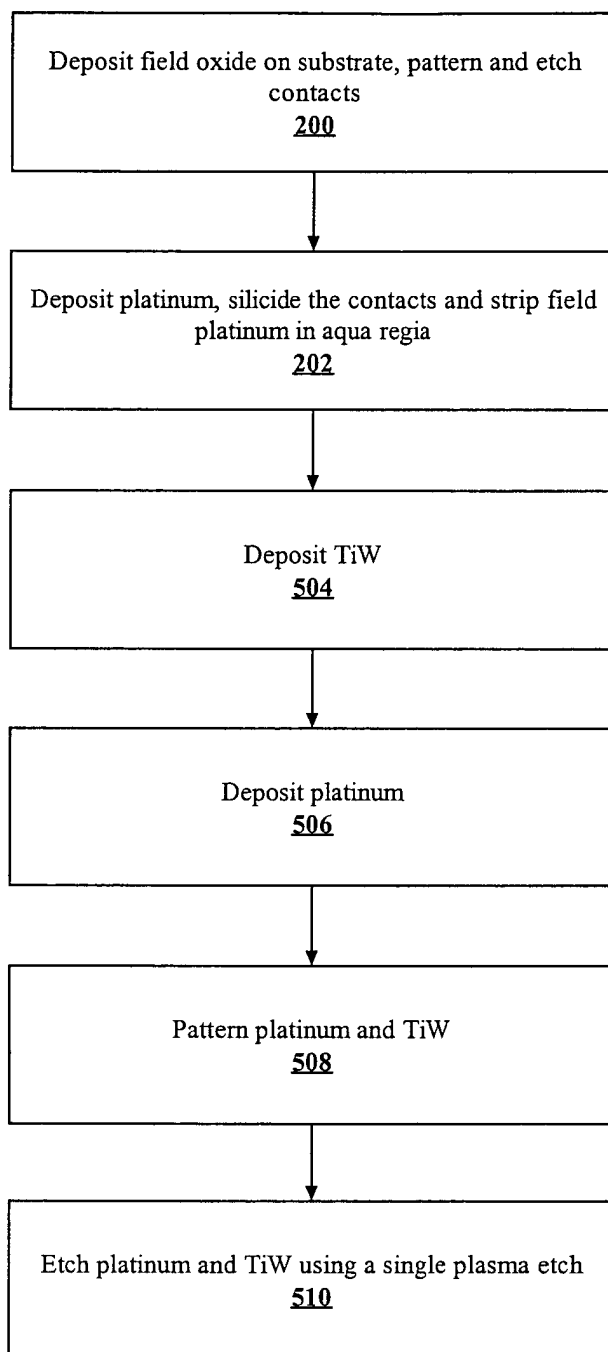 Deposit field oxide on substrate, pattern and etch
contacts
200
Deposit platinum, silicide the contacts and strip field
platinum in aqua regia
202
Deposit TiW
504
Deposit platinum
506
Pattern platinum and TiW
508
Etch platinum and TiW using a single plasma etch
510